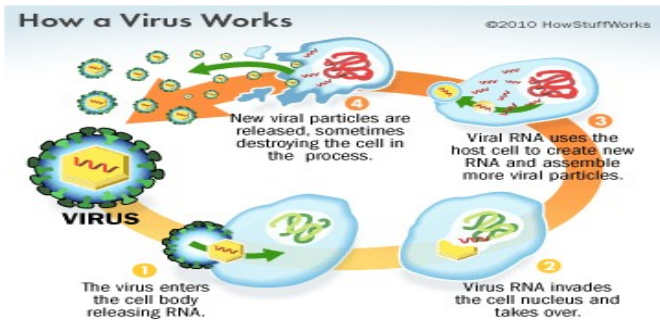 How a Virus Works
©2010 HowStuffWorks
4
New viral particles are
released, sometimes
destroying the cell in
the process.
3
Viral RNA uses the
host cell to create new
RNA and assemble
more viral particles.
VIRUS
1
The virus enters
the cell body
releasing RNA.
2
Virus RNA invades
the cell nucleus and
takes over.